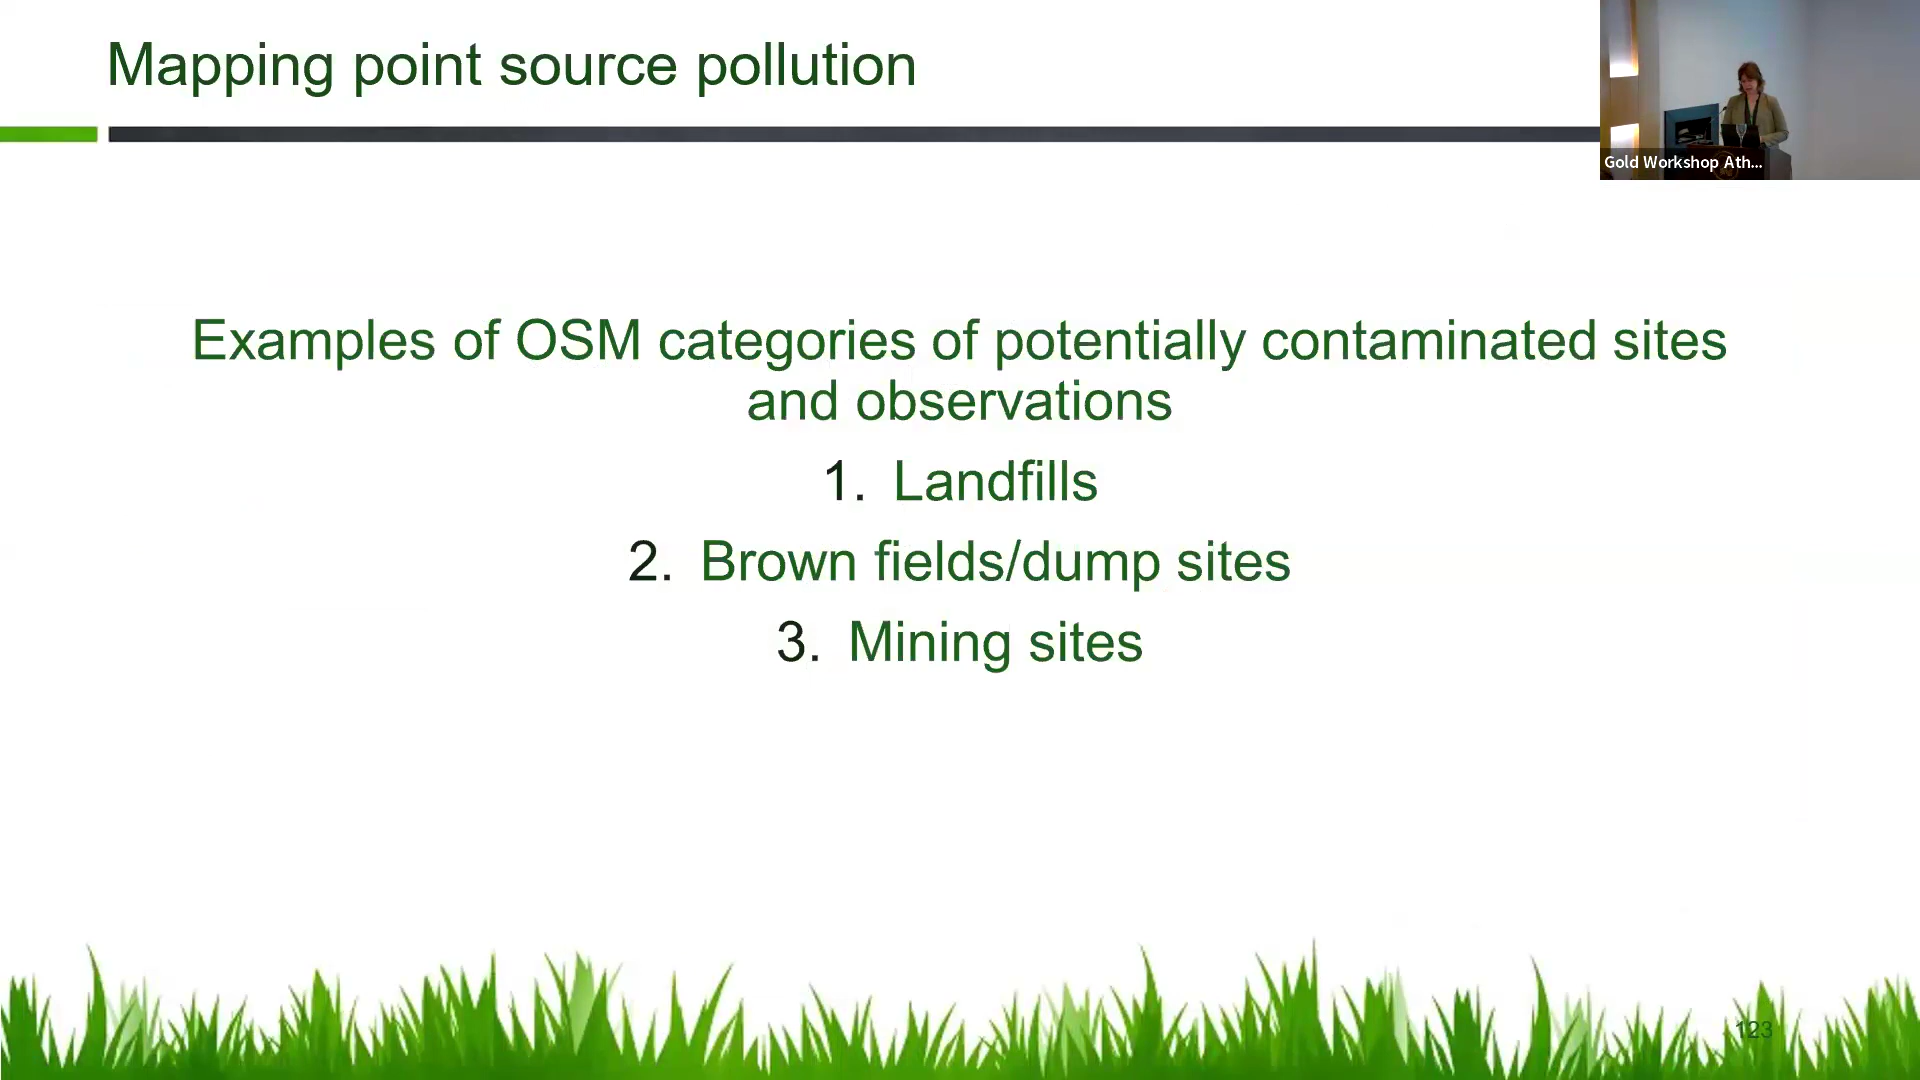 Mapping point source pollution
Gold Workshop Ath...
Examples of OSM categories of potentially contaminated sites
and observations
1. Landfills
2. Brown fields/dump sites
3. Mining sites
123